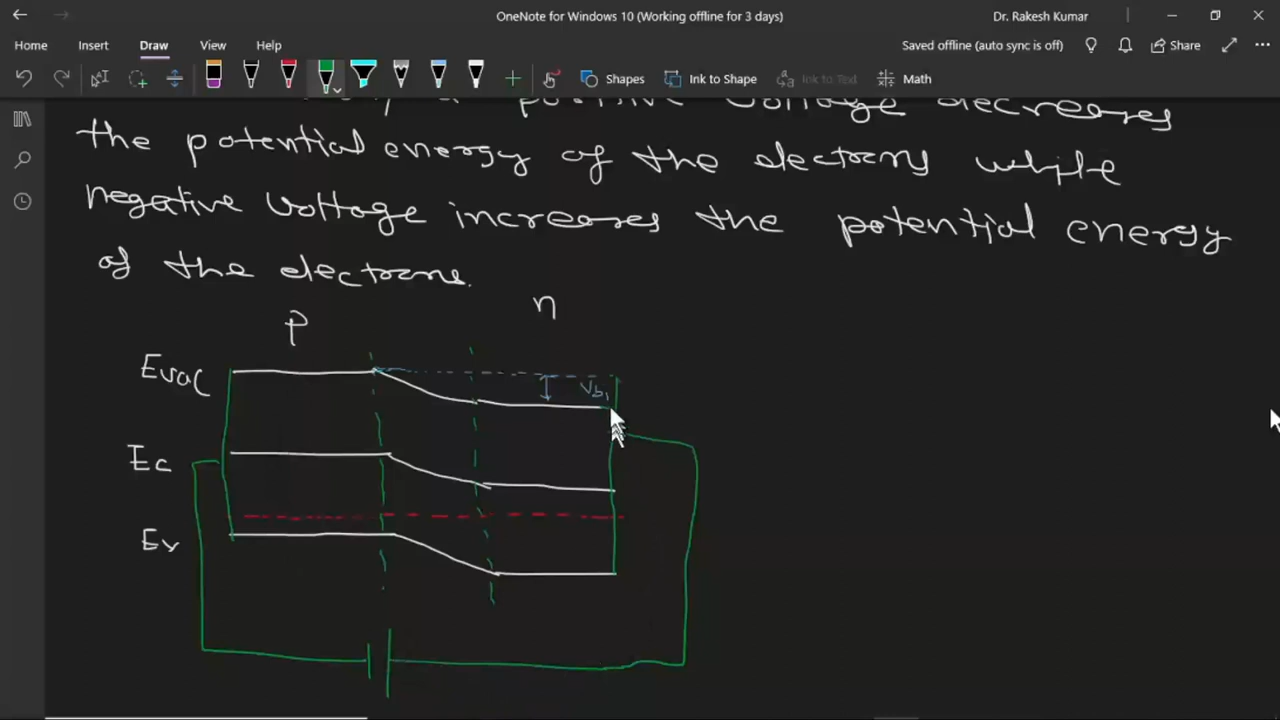 OneNote for Windows 10 (Working offline for 3 days)
Dr. Rakesh Kumar
Home Insert Draw View Help
Saved offline (auto sync is off)
Share
Shapes
Ink to Shape
Ink to Text
Math
a positive voltage decreases
the potential energy of the electrons while
negative voltage increases the potential energy
of the electrons.
P
n
Evac
Vbi
Ec
Ev